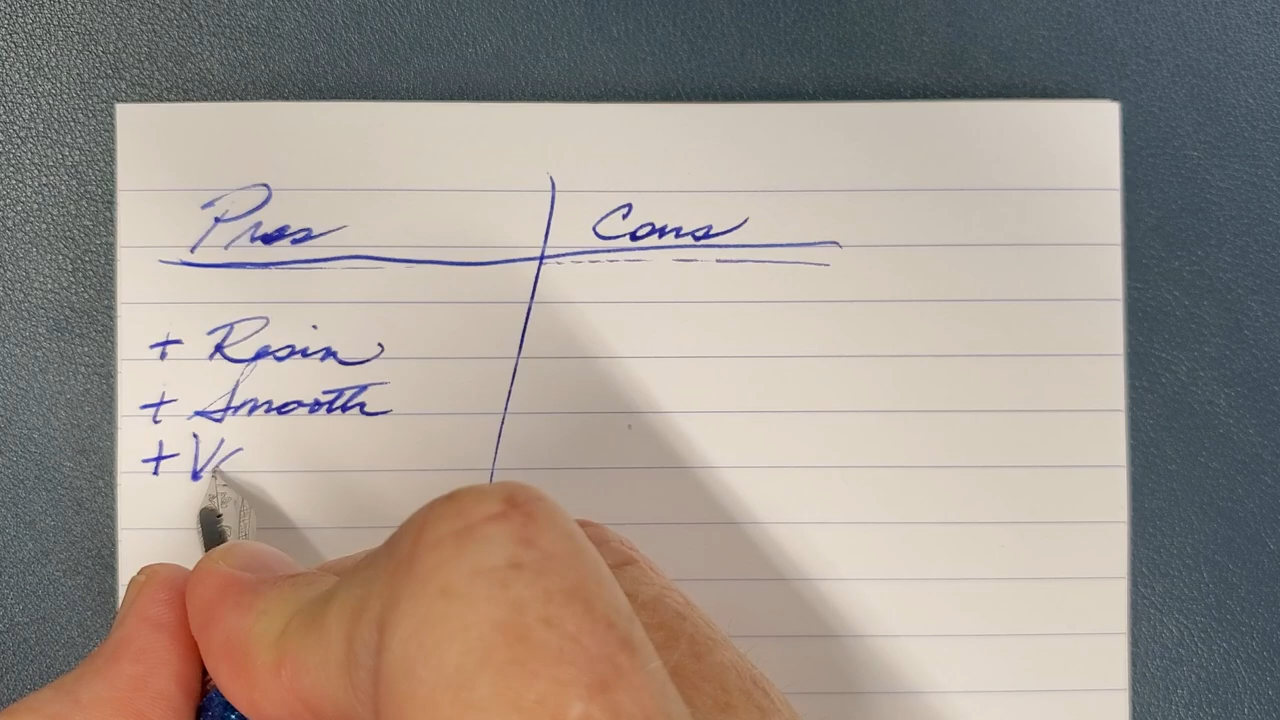 Pros Cons
+ Resin
+ Smooth
+ V